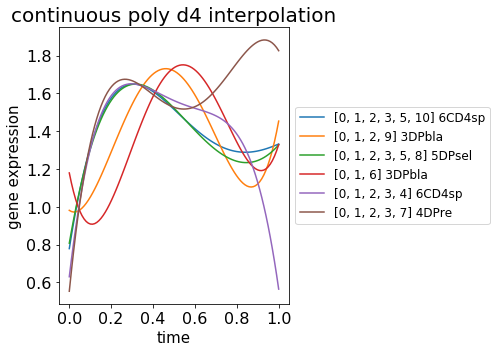 continuous poly d4 interpolation
gene expression
1.8
1.6
1.4
1.2
1.0
0.8
0.6
0.0 0.2 0.4 0.6 0.8 1.0
time
[0, 1, 2, 3, 5, 10] 6CD4sp
[0, 1, 2, 9] 3DPbla
[0, 1, 2, 3, 5, 8] 5DPsel
[0, 1, 6] 3DPbla
[0, 1, 2, 3, 4] 6CD4sp
[0, 1, 2, 3, 7] 4DPre